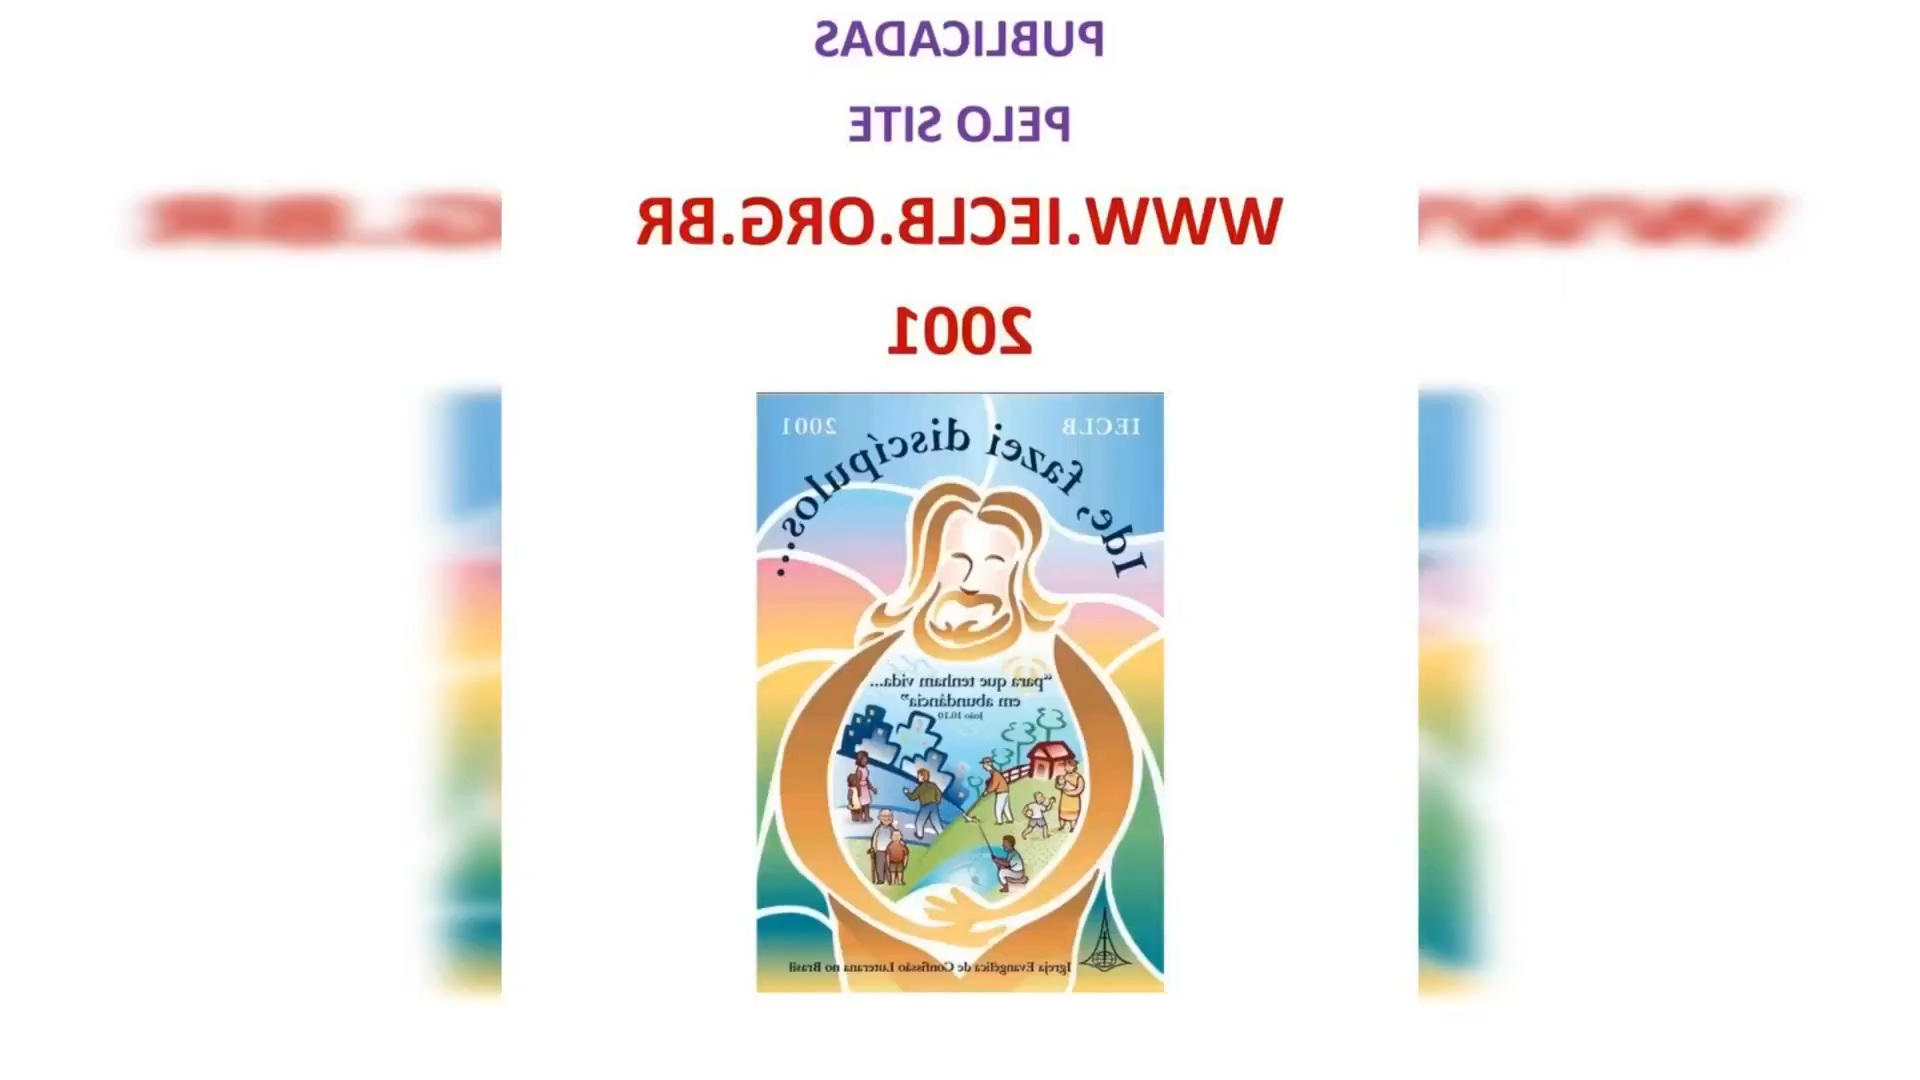 PUBLICADAS
PELO SITE
WWW.IECLB.ORG.BR
2001
IECLB 2001
Ide, fazei discípulos...
“para que tenham vida...
em abundância”
João 10.10
Igreja Evangélica de Confissão Luterana no Brasil